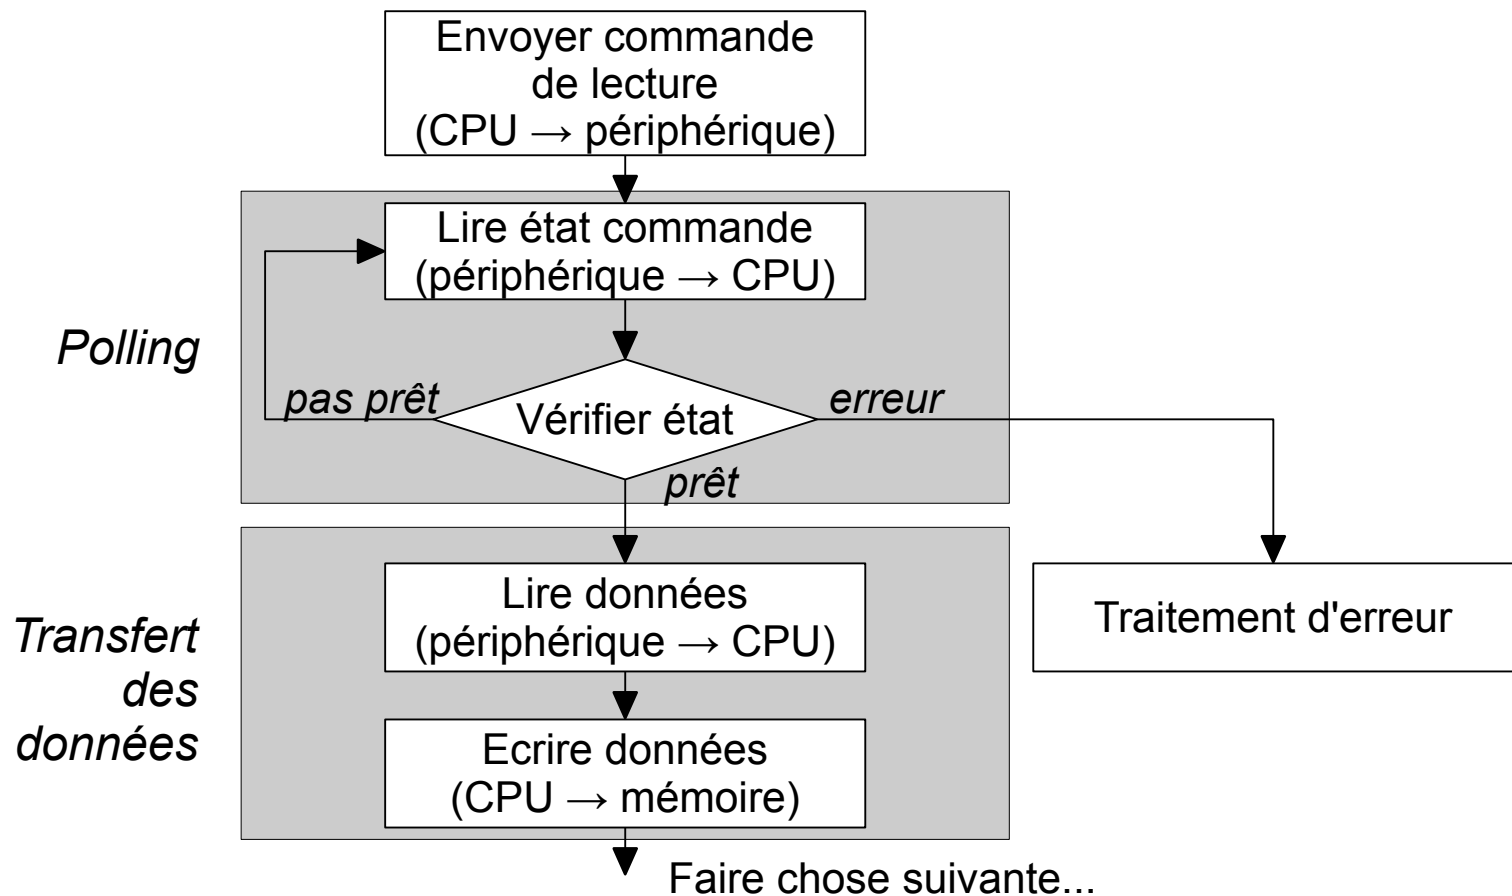 Envoyer commande
de lecture
(CPU → périphérique)
Lire état commande
(périphérique → CPU)
Polling
pas prêt
Vérifier état
erreur
prêt
Lire données
(périphérique → CPU)
Traitement d'erreur
Transfert
des
données
Ecrire données
(CPU → mémoire)
Faire chose suivante...